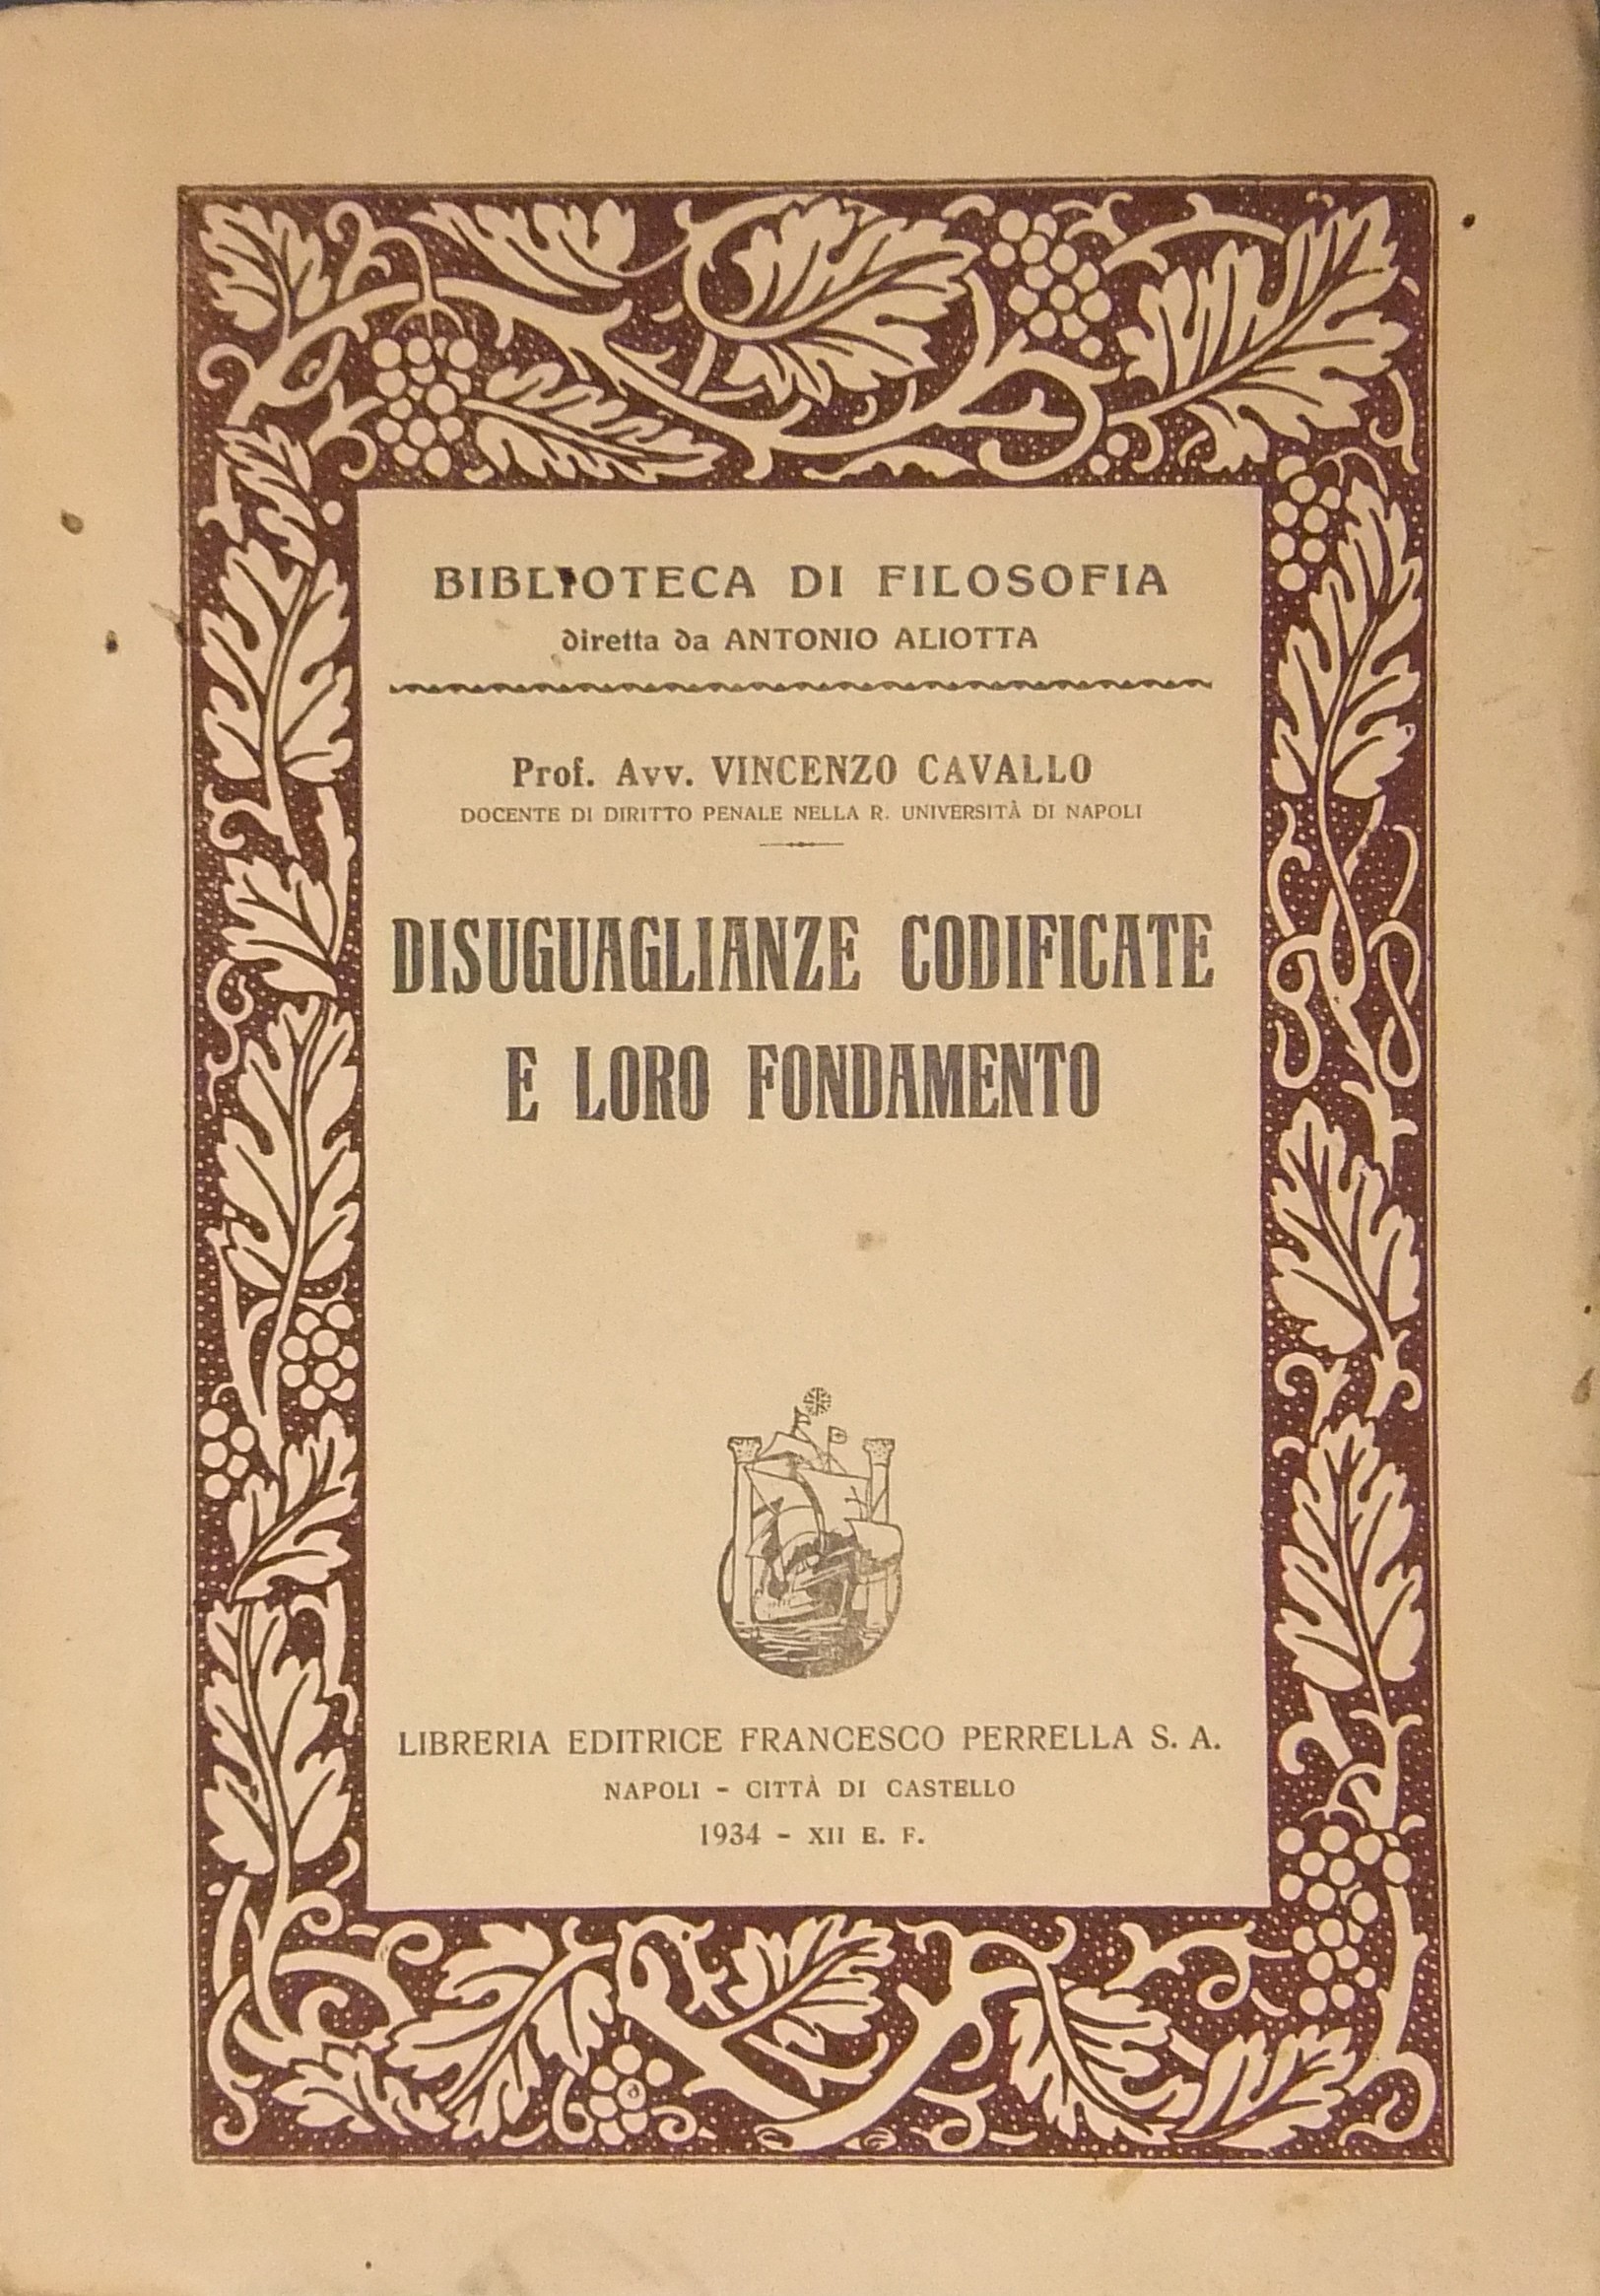 BIBLIOTECA DI FILOSOFIA
diretta da ANTONIO ALIOTTA
Prof. Avv. VINCENZO CAVALLO
DOCENTE DI DIRITTO PENALE NELLA R. UNIVERSITÀ DI NAPOLI
DISUGUAGLIANZE CODIFICATE
E LORO FONDAMENTO
LIBRERIA EDITRICE FRANCESCO PERRELLA S. A.
NAPOLI - CITTÀ DI CASTELLO
1934 - XII E. F.